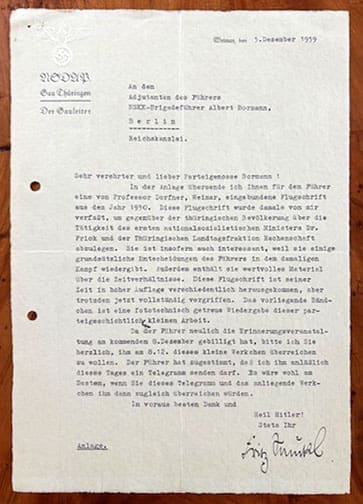 NSDAP
Gau Thüringen
Der Gauleiter
Weimar, den 5.Dezember 1939
An den
Adjutanten des Führers
NSKK-Brigadeführer Albert Bormann,
Berlin
Reichskanzlei.
Sehr verehrter und lieber Parteigenosse Bormann !
In der Anlage übersende ich Ihnen für den Führer
eine von Professor Dorfner, Weimar, eingebundene Flugschrift
aus dem Jahr 1930. Diese Flugschrift wurde damals von mir
verfaßt, um gegenüber der thüringischen Bevölkerung über die
Tätigkeit des ersten nationalsozialistischen Ministers Dr.
Frick und der Thüringischen Landtagsfraktion Rechenschaft
abzulegen. Sie ist insofern auch interessant, weil sie einige
grundsätzliche Entscheidungen des Führers in dem damaligen
Kampf wiedergibt. Außerdem enthält sie wertvolles Material
über die Zeitverhältnisse. Diese Flugschrift ist seiner
Zeit in hoher Auflage verschiedentlich herausgekommen, aber
trotzdem jetzt vollständig vergriffen. Das vorliegende Bänd-
chen ist eine fototechnisch getreue Wiedergabe dieser par-
teigeschichtlich kleinen Arbeit.
Da der Führer neulich die Erinnerungsveranstal-
tung am kommenden 8.Dezember gebilligt hat, bitte ich Sie
herzlich, ihm am 8.12. dieses kleine Werkchen überreichen
zu wollen. Der Führer hat zugestimmt, daß ich ihm anläßlich
dieses Tages ein Telegramm senden darf. Es wäre wohl am
Besten, wenn Sie dieses Telegramm und das anliegende Werk-
chen ihm dann zugleich überreichen würden.
Im voraus besten Dank und
Heil Hitler!
Stets Ihr
Fritz Sauckel
Anlage.